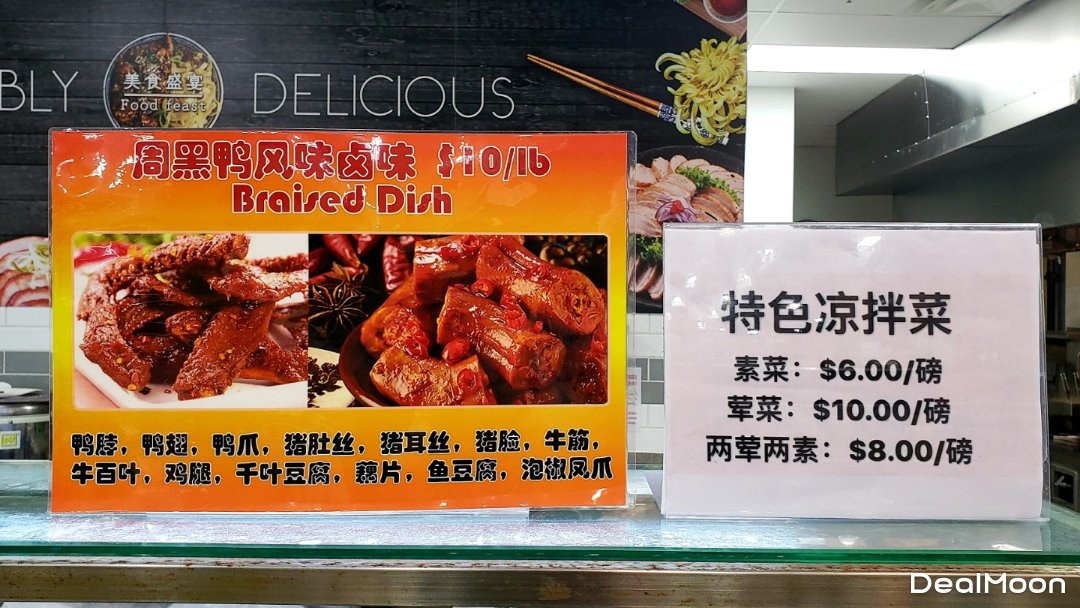 BLY
美食盛宴
Food feast
DELICIOUS
周黑鸭风味卤味 $10/lb
Braised Dish
鸭脖，鸭翅，鸭爪，猪肚丝，猪耳丝，猪脸，牛筋，
牛百叶，鸡腿，千叶豆腐，藕片，鱼豆腐，泡椒凤爪
特色凉拌菜
素菜：$6.00/磅
荤菜：$10.00/磅
两荤两素：$8.00/磅
DealMoon